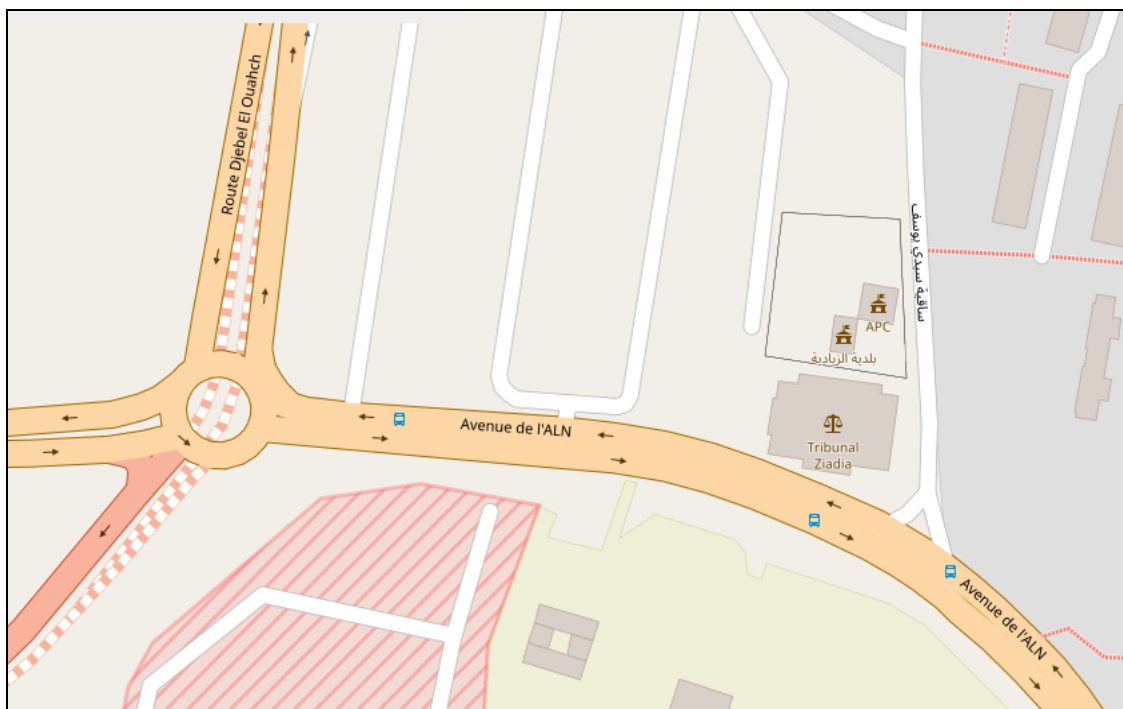 Route Djebel El Ouahch
ساقية سيدي يوسف
APC
بلدية الزيادية
Avenue de l'ALN
Tribunal
Ziadia
Avenue de l'ALN